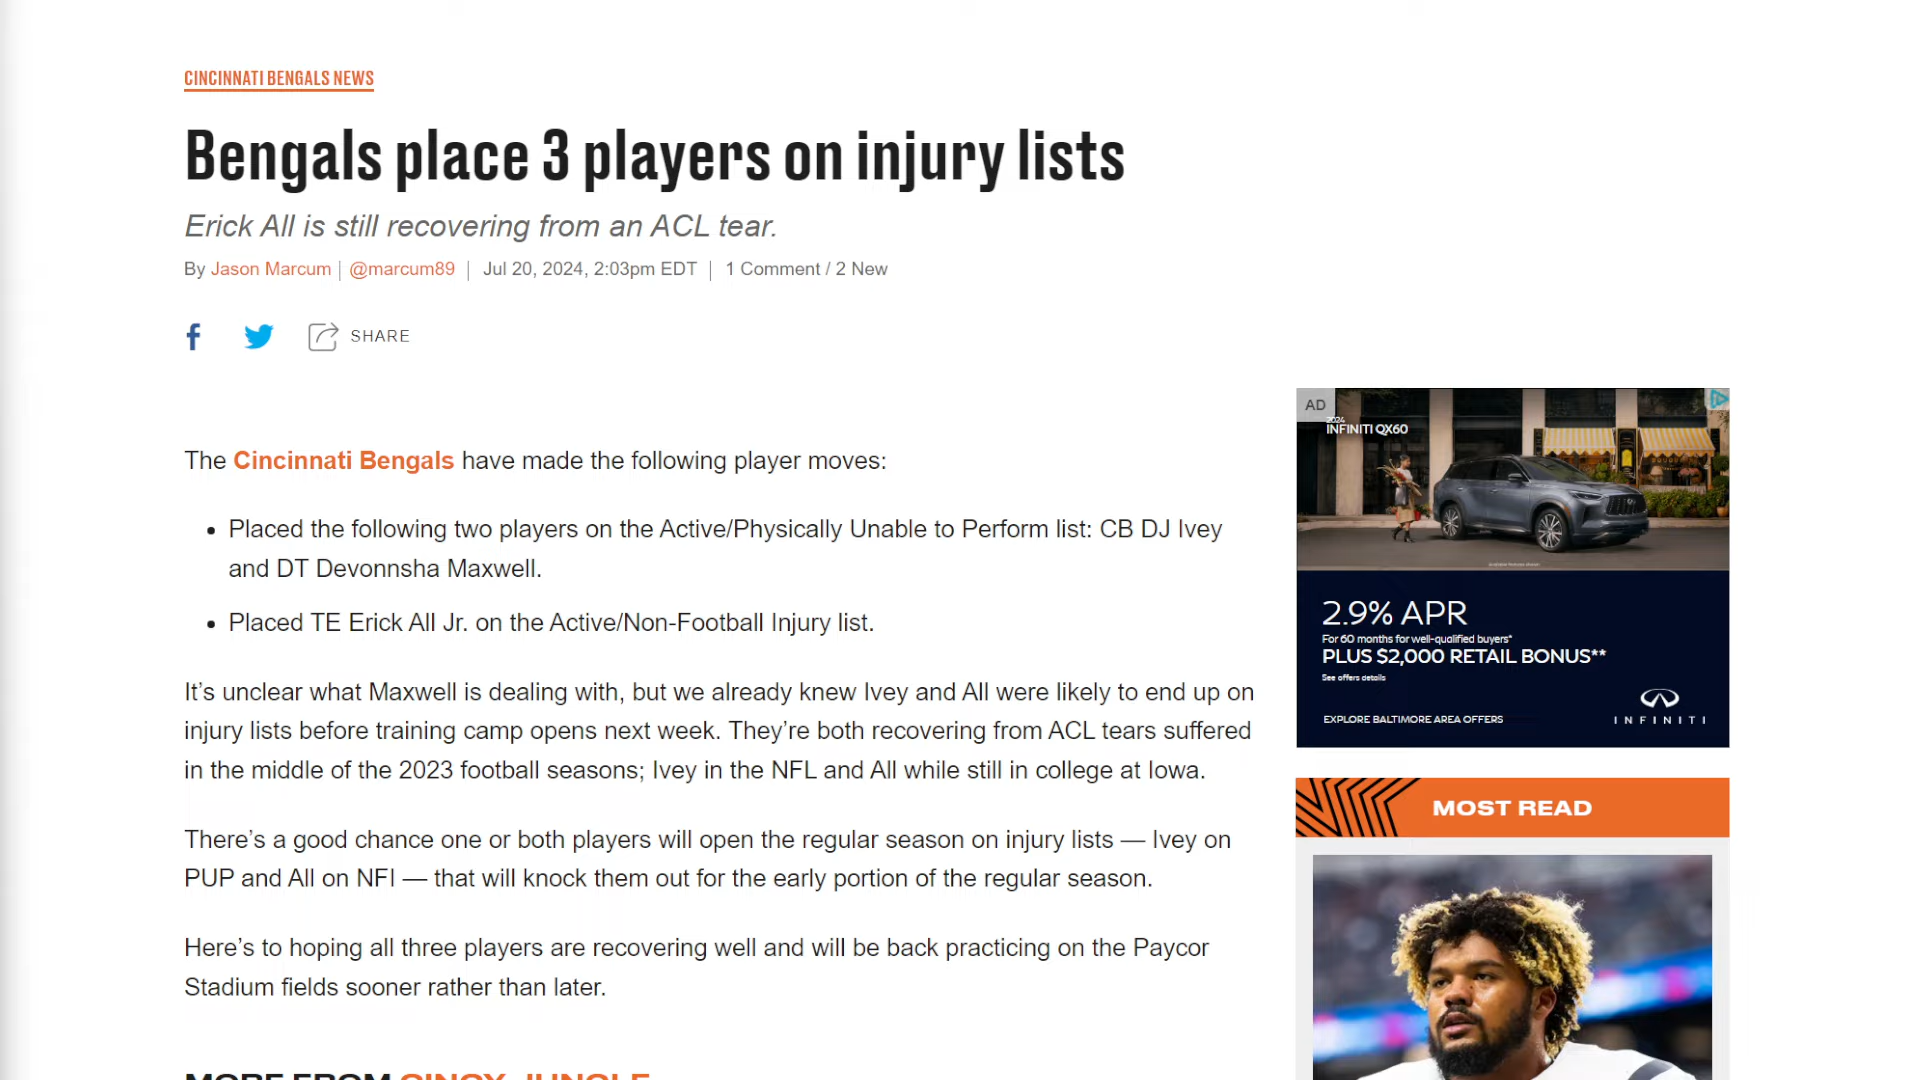 CINCINNATI BENGALS NEWS
Bengals place 3 players on injury lists
Erick All is still recovering from an ACL tear.
By Jason Marcum | @marcum89 | Jul 20, 2024, 2:03pm EDT | 1 Comment / 2 New
SHARE
The Cincinnati Bengals have made the following player moves:
• Placed the following two players on the Active/Physically Unable to Perform list: CB DJ Ivey
and DT Devonnsha Maxwell.
• Placed TE Erick All Jr. on the Active/Non-Football Injury list.
It’s unclear what Maxwell is dealing with, but we already knew Ivey and All were likely to end up on
injury lists before training camp opens next week. They’re both recovering from ACL tears suffered
in the middle of the 2023 football seasons; Ivey in the NFL and All while still in college at Iowa.
There’s a good chance one or both players will open the regular season on injury lists — Ivey on
PUP and All on NFI — that will knock them out for the early portion of the regular season.
Here’s to hoping all three players are recovering well and will be back practicing on the Paycor
Stadium fields sooner rather than later.
MORE FROM CINCY JUNGLE
AD
2024
INFINITI QX60
2.9% APR
For 60 months for well-qualified buyers*
PLUS $2,000 RETAIL BONUS**
See offers details
EXPLORE BALTIMORE AREA OFFERS
INFINITI
MOST READ